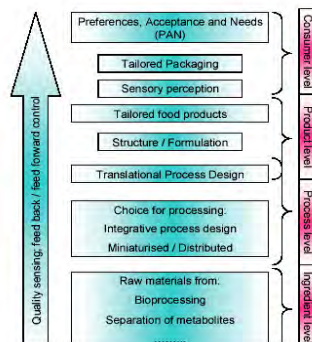 Preferences, Acceptance and Needs
(PAN)
Tailored Packaging
Sensory perception
Tailored food products
Structure / Formulation
Translational Process Design
Choice for processing:
Integrative process design
Miniaturised / Distributed
Raw materials from:
Bioprocessing
Separation of metabolites
Quality sensing; feed back / feed forward control
Consumer level
Product level
Process level
Ingredient level